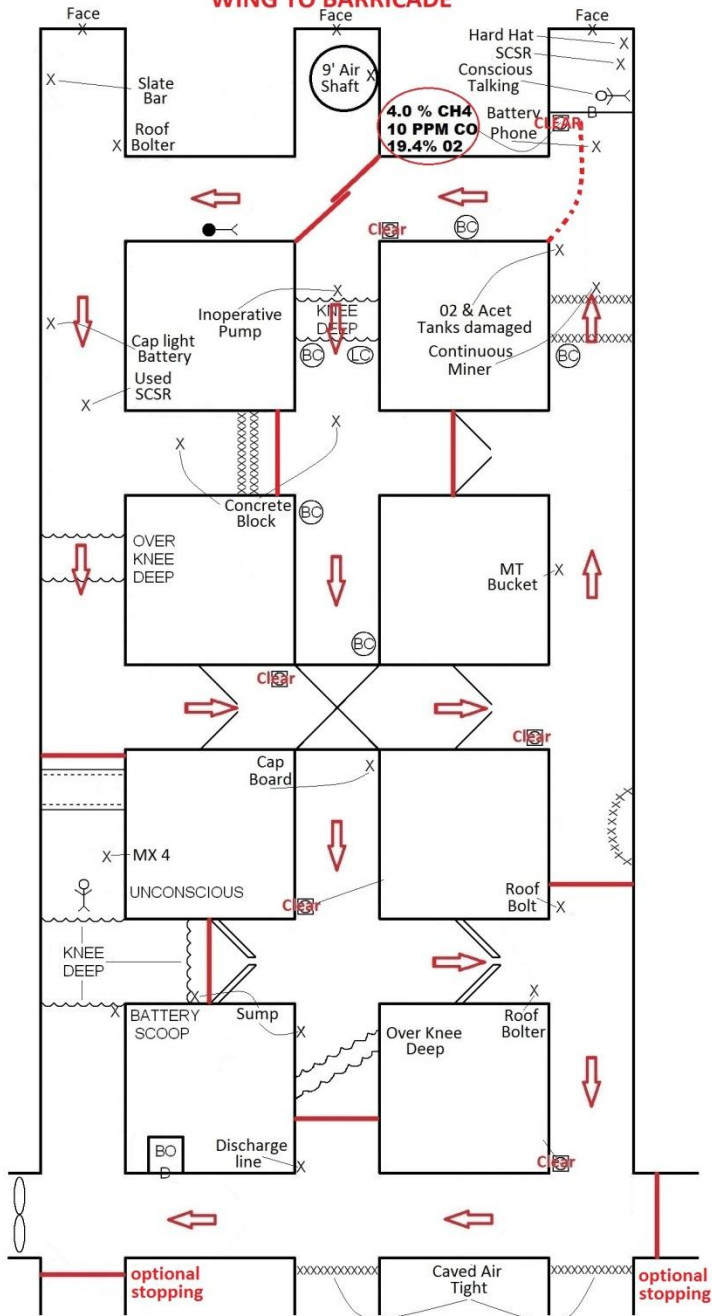 WING TO BARRICADE
Face
Face
Face
Slate
Bar
Roof
Bolter
9' Air
Shaft
Hard Hat
SCSR
Conscious
Talking
4.0 % CH4
10 PPM CO
19.4% 02
Battery
Phone
CLEAR
B
Clear
BC
Inoperative
Pump
KNEE
DEEP
02 & Acet
Tanks damaged
Continuous
Miner
Cap light
Battery
Used
SCSR
BC
LC
BC
Concrete
Block
BC
OVER
KNEE
DEEP
MT
Bucket
BC
Clear
Clear
Cap
Board
MX 4
UNCONSCIOUS
Clear
Roof
Bolt
KNEE
DEEP
BATTERY
SCOOP
Sump
Over Knee
Deep
Roof
Bolter
BO
D
Discharge
line
Clear
optional
stopping
Caved Air
Tight
optional
stopping